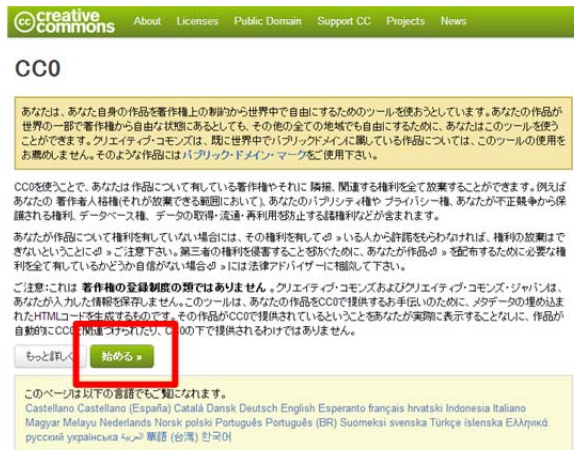 creative commons About Licenses Public Domain Support CC Projects News
CC0
あなたは、あなた自身の作品を著作権上の制約から世界中で自由にするためのツールを使おうとしています。あなたの作品が
世界の一部で著作権から自由な状態にあるとしても、その他の全ての地域でも自由にするために、あなたはこのツールを使う
ことができます。クリエイティブ・コモンズは、既に世界中でパブリックドメインに属している作品については、このツールの使用を
お薦めしません。そのような作品にはパブリック・ドメイン・マークをご使用下さい。
CC0を使うことで、あなたは作品について有している著作権やそれに 隣接、関連する権利を全て放棄することができます。例えば
あなたの 著作者人格権(それが放棄できる範囲において)、あなたのパブリシティ権や プライバシー権、あなたが不正競争から保
護される権利、データベース権、データの取得・流通・再利用を防止する諸権利などが含まれます。
あなたが作品について権利を有していない場合には、その権利を有して » いる人から許諾をもらわなければ、権利の放棄はで
きないということに » ご注意下さい。第三者の権利を侵害することを防ぐために、あなたが作品 » を配布するために必要な権
利を全て有しているかどうか自信がない場合 » には法律アドバイザーに相談して下さい。
ご注意:これは 著作権の登録制度の類ではありません 。クリエイティブ・コモンズおよびクリエイティブ・コモンズ・ジャパンは、
あなたが入力した情報を保存しません。このツールは、あなたの作品をCC0で提供するお手伝いのために、メタデータの埋め込ま
れたHTMLコードを生成するものです。その作品がCC0で提供されているということをあなたが実際に表示することなしに、作品が
自動的にCC0と関連づけられたり、CC0の下で提供されるわけではありません。
もっと詳しく 始める »
このページは以下の言語でもご覧になれます。
Castellano Castellano (España) Català Dansk Deutsch English Esperanto français hrvatski Indonesia Italiano
Magyar Melayu Nederlands Norsk polski Português Português (BR) Suomeksi svenska Türkçe íslenska Ελληνικά
русский українська العربية 華語 (台灣) 한국어